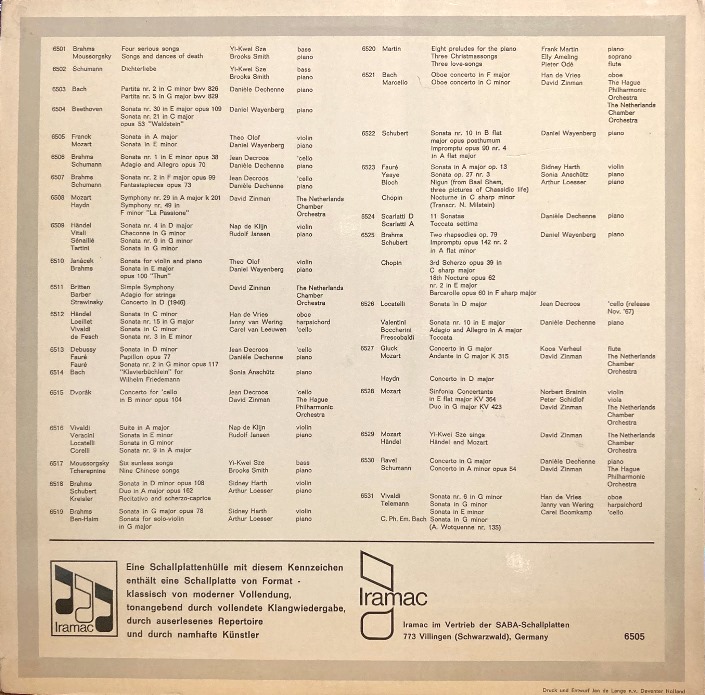 6501 Brahms Four serious songs Yi-Kwei Sze bass
Moussorgsky Songs and dances of death Brooks Smith piano
6502 Schumann Dichterliebe Yi-Kwei Sze bass
Brooks Smith piano
6503 Bach Partita nr. 2 in C minor bwv 826 Danièle Dechenne piano
Partita nr. 5 in G major bwv 829
6504 Beethoven Sonata nr. 30 in E major opus 109 Daniel Wayenberg piano
Sonata nr. 21 in C major
opus 53 "Waldstein"
6505 Franck Sonata in A major Theo Olof violin
Mozart Sonata in E minor Daniel Wayenberg piano
6506 Brahms Sonata nr. 1 in E minor opus 38 Jean Decroos 'cello
Schumann Adagio and Allegro opus 70 Danièle Dechenne piano
6507 Brahms Sonata nr. 2 in F major opus 99 Jean Decroos 'cello
Schumann Fantasiepieces opus 73 Danièle Dechenne piano
6508 Mozart Symphony nr. 29 in A major k 201 David Zinman The Netherlands
Haydn Symphony nr. 49 in Chamber
F minor "La Passione" Orchestra
6509 Händel Sonata nr. 4 in D major Nap de Klijn violin
Vitali Chaconne in G minor Rudolf Jansen piano
Sénaillé Sonata nr. 9 in G minor
Tartini Sonata in G minor
6510 Janácek Sonata for violin and piano Theo Olof violin
Brahms Sonata in E major Daniel Wayenberg piano
opus 100 "Thun"
6511 Britten Simple Symphony David Zinman The Netherlands
Barber Adagio for strings Chamber
Strawinsky Concerto in D (1946) Orchestra
6512 Händel Sonata in C minor Han de Vries oboe
Loeillet Sonata nr. 15 in G major Janny van Wering harpsichord
Vivaldi Sonata in C minor Carel van Leeuwen 'cello
de Fesch Sonata nr. 3 in E minor
6513 Debussy Sonata in D minor Jean Decroos 'cello
Fauré Papillon opus 77 Danièle Dechenne piano
Fauré Sonata nr. 2 in G minor opus 117
6514 Bach "Klavierbüchlein" for Sonia Anschütz piano
Wilhelm Friedemann
6515 Dvorák Concerto for 'cello Jean Decroos 'cello
in B minor opus 104 David Zinman The Hague
Philharmonic
Orchestra
6516 Vivaldi Suite in A major Nap de Klijn violin
Veracini Sonata in E minor Rudolf Jansen piano
Locatelli Sonata in G minor
Corelli Sonata nr. 9 in A major
6517 Moussorgsky Six sunless songs Yi-Kwei Sze bass
Tcherepnine Nine Chinese songs Brooks Smith piano
6518 Brahms Sonata in D minor opus 108 Sidney Harth violin
Schubert Duo in A major opus 162 Arthur Loesser piano
Kreisler Recitativo and scherzo-caprice
6519 Brahms Sonata in G major opus 78 Sidney Harth violin
Ben-Haim Sonata for solo-violin Arthur Loesser piano
in G major
6520 Martin Eight preludes for the piano Frank Martin piano
Three Christmassongs Elly Ameling soprano
Three love-songs Pieter Odé flute
6521 Bach Oboe concerto in F major Han de Vries oboe
Marcello Oboe concerto in C minor David Zinman The Hague
Philharmonic
Orchestra
The Netherlands
Chamber
Orchestra
6522 Schubert Sonata nr. 10 in B flat Daniel Wayenberg piano
major opus posthumum
Impromptu opus 90 nr. 4
in A flat major
6523 Fauré Sonata in A major op. 13 Sidney Harth violin
Ysaye Sonata op. 27 nr. 3 Sonia Anschütz piano
Bloch Nigun (from Baal Shem, Arthur Loesser piano
three pictures of Chassidic life)
Chopin Nocturne in C sharp minor
(Transcr. N. Milstein)
6524 Scarlatti D 11 Sonatas Danièle Dechenne piano
Scarlatti A Toccata settima
6525 Brahms Two rhapsodies op. 79 Daniel Wayenberg piano
Schubert Impromptu opus 142 nr. 2
in A flat minor
Chopin 3rd Scherzo opus 39 in
C sharp major
18th Nocture opus 62
nr. 2 in E major
Barcarolle opus 60 in F sharp major
6526 Locatelli Sonata in D major Jean Decroos 'cello (release
Nov. '67)
Valentini Sonata nr. 10 in E major Danièle Dechenne piano
Boccherini Adagio and Allegro in A major
Frescobaldi Toccata
6527 Gluck Concerto in G major Koos Verheul flute
Mozart Andante in C major K 315 David Zinman The Netherlands
Chamber
Orchestra
Haydn Concerto in D major
6528 Mozart Sinfonia Concertante Norbert Brainin violin
in E flat major KV 364 Peter Schidlof viola
Duo in G major KV 423 David Zinman The Netherlands
Chamber
Orchestra
6529 Mozart Yi-Kwei Sze sings David Zinman The Netherlands
Händel Händel and Mozart Chamber
Orchestra
6530 Ravel Concerto in G major Danièle Dechenne piano
Schumann Concerto in A minor opus 54 David Zinman The Hague
Philharmonic
Orchestra
6531 Vivaldi Sonata nr. 6 in G minor Han de Vries oboe
Telemann Sonata in G minor Janny van Wering harpsichord
Sonata in E minor Carel Boomkamp 'cello
C. Ph. Em. Bach Sonata in G minor
(A. Wotquenne nr. 135)
Iramac
Eine Schallplattenhülle mit diesem Kennzeichen
enthält eine Schallplatte von Format -
klassisch von moderner Vollendung,
tonangebend durch vollendete Klangwiedergabe,
durch auserlesenes Repertoire
und durch namhafte Künstler
Iramac
Iramac im Vertrieb der SABA-Schallplatten
773 Villingen (Schwarzwald), Germany 6505
Druck und Entwurf Jan de Lange n.v. Deventer Holland